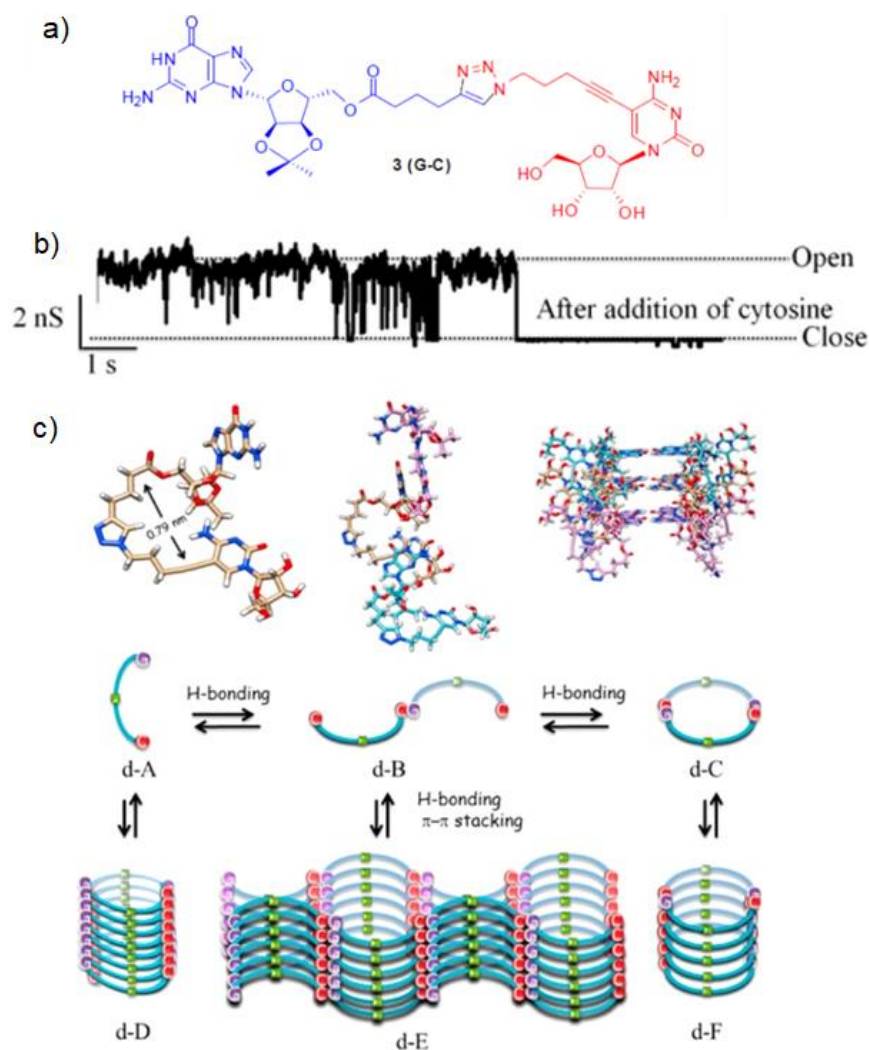 a)
O
N
HN
H₂N
N
N
O
O
O
O
O
N=N
N
NH₂
N
N
O
HO
O
HO
OH
3 (G-C)
b)
Open
2 nS
After addition of cytosine
Close
1 s
c)
0.79 nm
H-bonding
H-bonding
d-A
d-B
d-C
H-bonding
π–π stacking
d-D
d-E
d-F